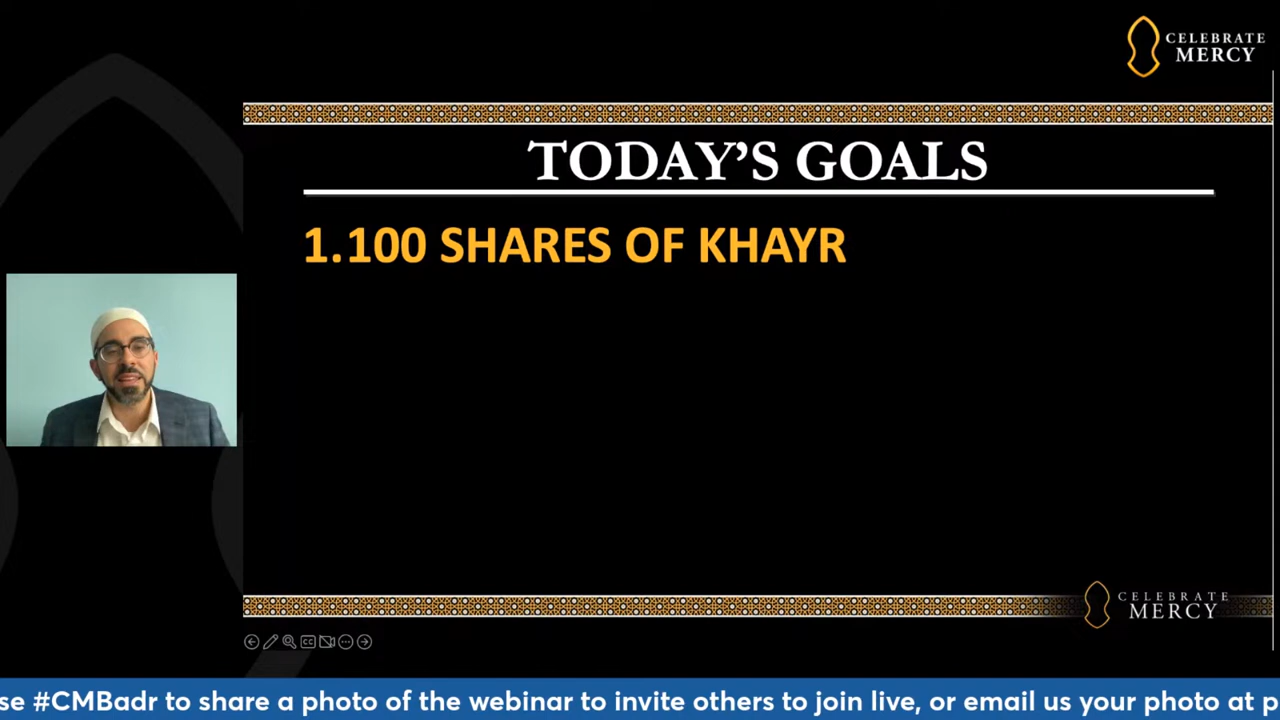 CELEBRATE
MERCY
TODAY'S GOALS
1.100 SHARES OF KHAYR
CELEBRATE
MERCY
se #CMBadr to share a photo of the webinar to invite others to join live, or email us your photo at p